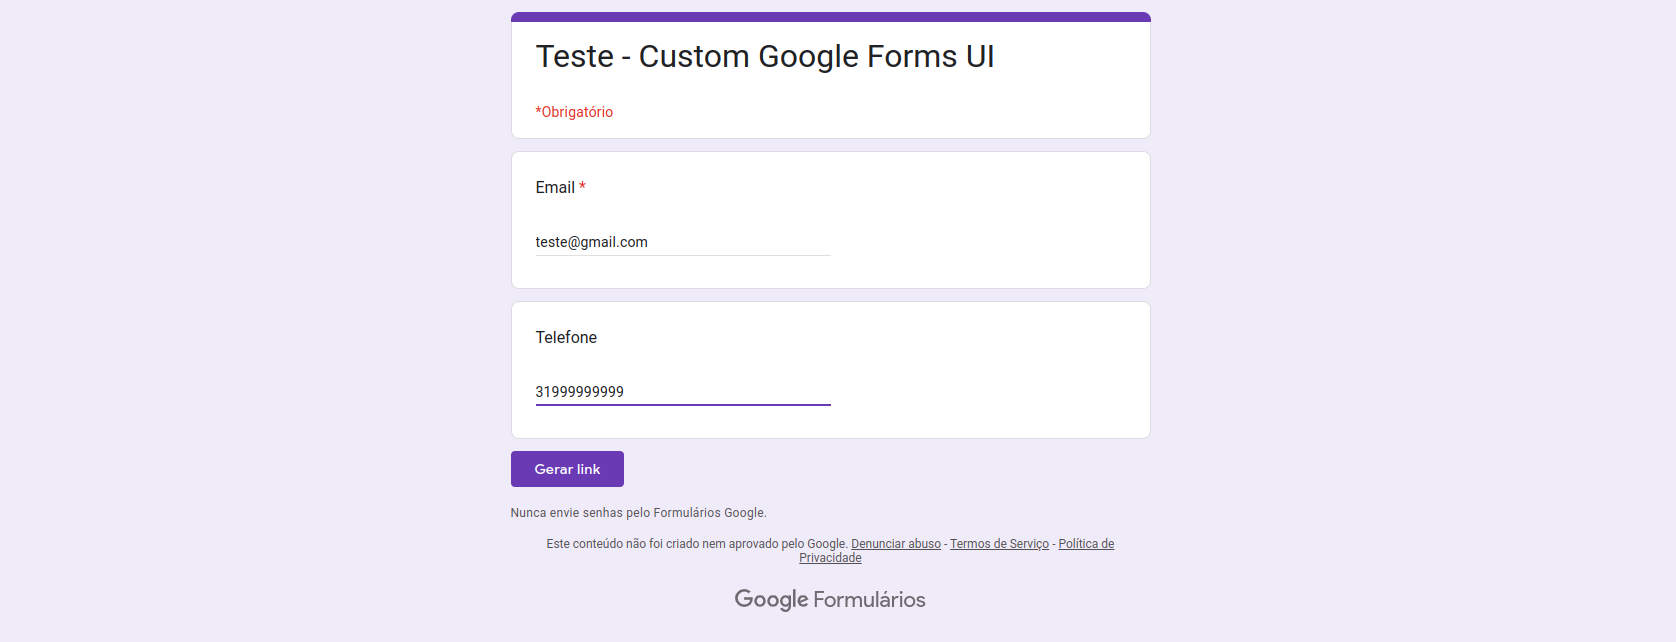 Teste - Custom Google Forms UI
*Obrigatório
Email *
teste@gmail.com
Telefone
31999999999
Gerar link
Nunca envie senhas pelo Formulários Google.
Este conteúdo não foi criado nem aprovado pelo Google. Denunciar abuso - Termos de Serviço - Política de
Privacidade
Google Formulários